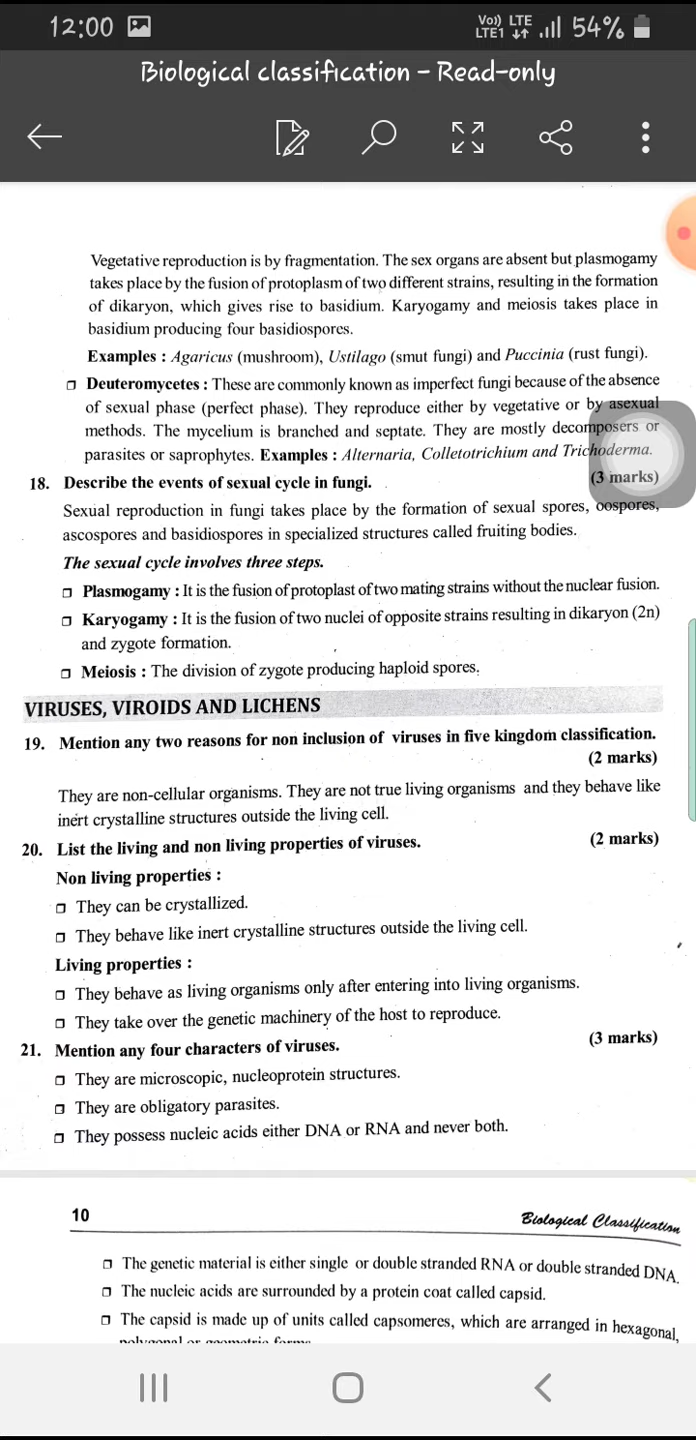 12:00
Vo)) LTE
LTE1 54%
Biological classification - Read-only
Vegetative reproduction is by fragmentation. The sex organs are absent but plasmogamy
takes place by the fusion of protoplasm of two different strains, resulting in the formation
of dikaryon, which gives rise to basidium. Karyogamy and meiosis takes place in
basidium producing four basidiospores.
Examples : Agaricus (mushroom), Ustilago (smut fungi) and Puccinia (rust fungi).
Deuteromycetes : These are commonly known as imperfect fungi because of the absence
of sexual phase (perfect phase). They reproduce either by vegetative or by asexual
methods. The mycelium is branched and septate. They are mostly decomposers or
parasites or saprophytes. Examples : Alternaria, Colletotrichium and Trichoderma.
18. Describe the events of sexual cycle in fungi. (3 marks)
Sexual reproduction in fungi takes place by the formation of sexual spores, oospores,
ascospores and basidiospores in specialized structures called fruiting bodies.
The sexual cycle involves three steps.
Plasmogamy : It is the fusion of protoplast of two mating strains without the nuclear fusion.
Karyogamy : It is the fusion of two nuclei of opposite strains resulting in dikaryon (2n)
and zygote formation.
Meiosis : The division of zygote producing haploid spores.
VIRUSES, VIROIDS AND LICHENS
19. Mention any two reasons for non inclusion of viruses in five kingdom classification.
(2 marks)
They are non-cellular organisms. They are not true living organisms and they behave like
inert crystalline structures outside the living cell.
20. List the living and non living properties of viruses. (2 marks)
Non living properties :
They can be crystallized.
They behave like inert crystalline structures outside the living cell.
Living properties :
They behave as living organisms only after entering into living organisms.
They take over the genetic machinery of the host to reproduce.
21. Mention any four characters of viruses. (3 marks)
They are microscopic, nucleoprotein structures.
They are obligatory parasites.
They possess nucleic acids either DNA or RNA and never both.
10 Biological Classification
The genetic material is either single or double stranded RNA or double stranded DNA.
The nucleic acids are surrounded by a protein coat called capsid.
The capsid is made up of units called capsomeres, which are arranged in hexagonal,